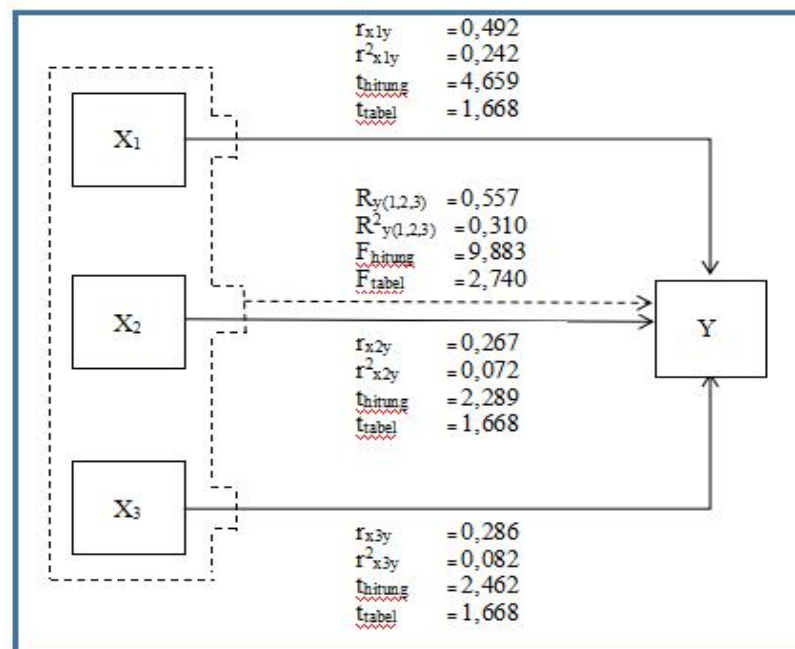 rx1y = 0,492
r²x1y = 0,242
thitung = 4,659
ttabel = 1,668
X1
Ry(1,2,3) = 0,557
R²y(1,2,3) = 0,310
Fhitung = 9,883
Ftabel = 2,740
X2
Y
rx2y = 0,267
r²x2y = 0,072
thitung = 2,289
ttabel = 1,668
X3
rx3y = 0,286
r²x3y = 0,082
thitung = 2,462
ttabel = 1,668